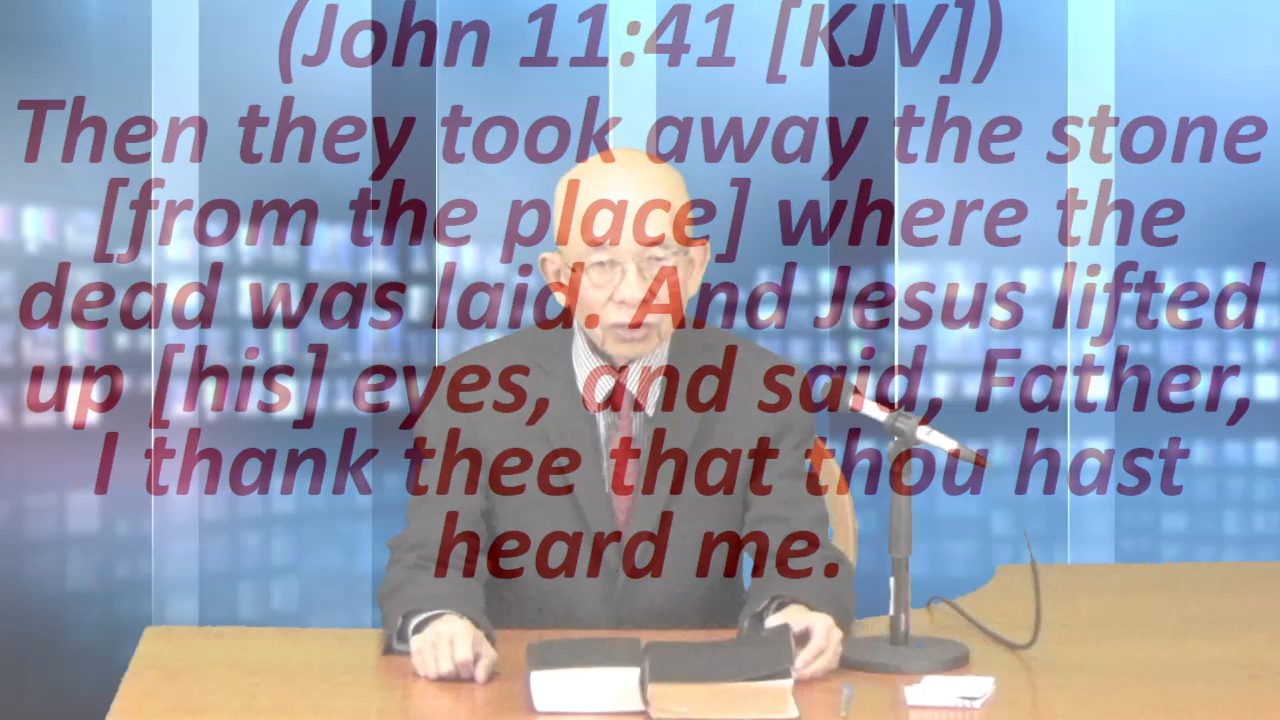 (John 11:41 [KJV])
Then they took away the stone
[from the place] where the
dead was laid. And Jesus lifted
up [his] eyes, and said, Father,
I thank thee that thou hast
heard me.